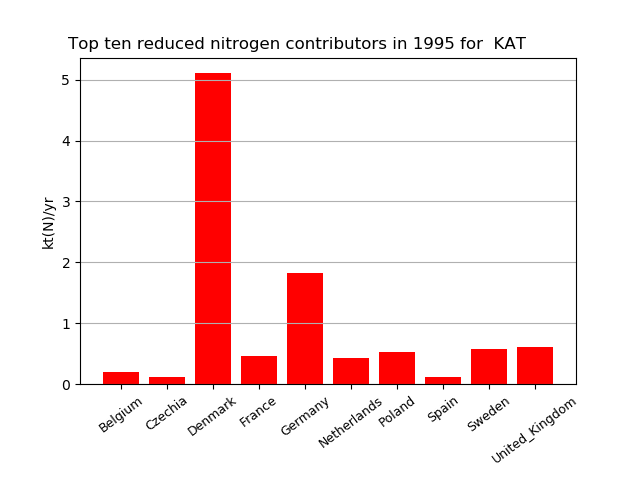 Top ten reduced nitrogen contributors in 1995 for  KAT
kt(N)/yr
5
4
3
2
1
0
Belgium
Czechia
Denmark
France
Germany
Netherlands
Poland
Spain
Sweden
United_Kingdom